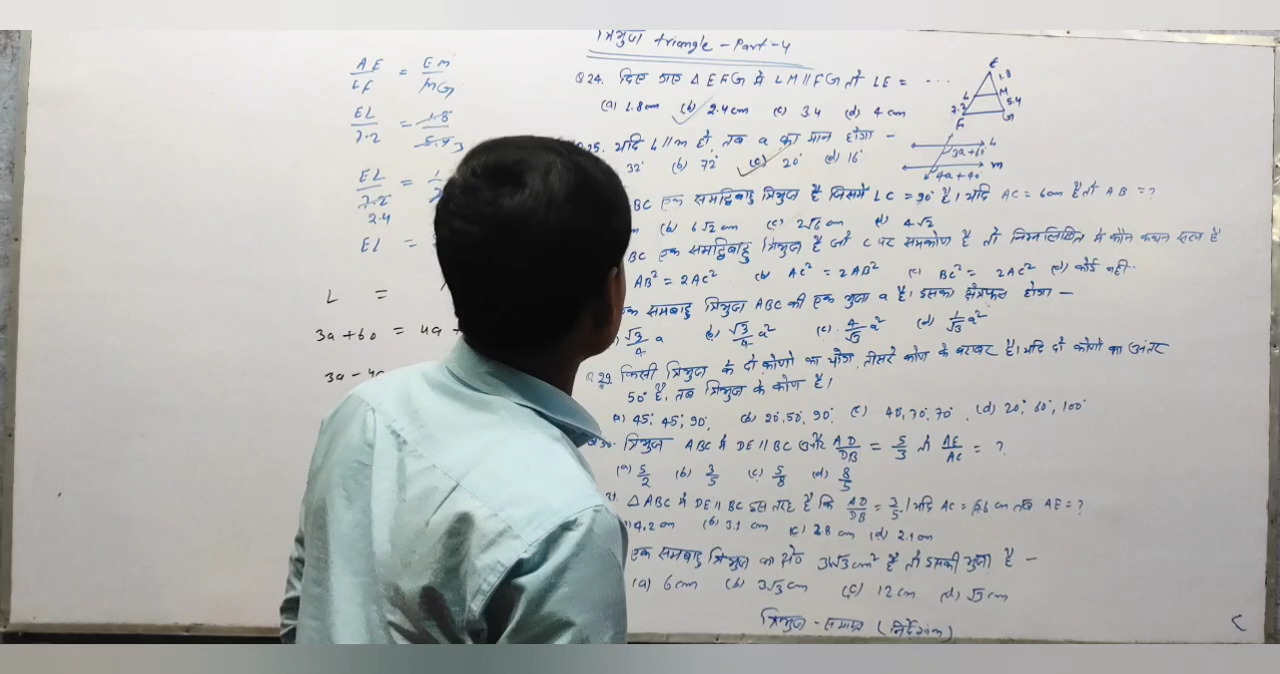 त्रिभुज triangle - Part-4
AE/LF = EM/MG
EL/7.2 = 1.8/5.4 3
EL/7.2 = 1/
2.4
EL =
L =
3a+60 = 4a +
3a - 4a
Q24. दिए गए △ EFG में LM || FG तो LE = ...
(a) 1.8cm (b) 2.4cm (c) 3.4 (d) 4 cm
E
1.8
L M
7.2 5.4
F G
25. यदि L || m हो, तब a का मान होगा -
32° (b) 72° (c) 20° (d) 16°
L
3a+60
m
4a+40
BC एक समद्विबाहु त्रिभुज है जिसमें ∠C = 90° है। यदि AC = 6cm है तो AB = ?
m (b) 6√2 cm (c) 2√6 cm (d) 4√2
BC एक समद्विबाहु त्रिभुज है जो C पर समकोण है तो निम्नलिखित में कौन कथन सत्य है
AB² = 2AC² (b) AC² = 2AB² (c) BC² = 2AC² (d) कोई नहीं
एक समबाहु त्रिभुज ABC की एक भुजा a है। इसका क्षेत्रफल होगा -
√3/4 a (b) √3/4 a² (c) 4/√3 a² (d) 1/√3 a²
Q29. किसी त्रिभुज के दो कोणों का योग, तीसरे कोण के बराबर है। यदि दो कोणों का अंतर
50° है, तब त्रिभुज के कोण है।
(a) 45°, 45°, 90°, (b) 20, 50, 90° (c) 40, 70, 70° (d) 20°, 60°, 100°
30. त्रिभुज ABC में DE || BC और AD/DB = 5/3 तो AE/AC = ?
(a) 5/2 (b) 3/5 (c) 5/8 (d) 8/5
31. △ ABC में DE || BC इस तरह है कि AD/DB = 3/5। यदि AC = 5.6 cm तब AE = ?
4.2 cm (b) 3.1 cm (c) 2.8 cm (d) 2.1 cm
एक समबाहु त्रिभुज का क्षे० 3√3 cm² है तो इसकी भुजा है -
(a) 6cm (b) 3√3 cm (c) 12cm (d) √3 cm
त्रिभुज - समाप्त